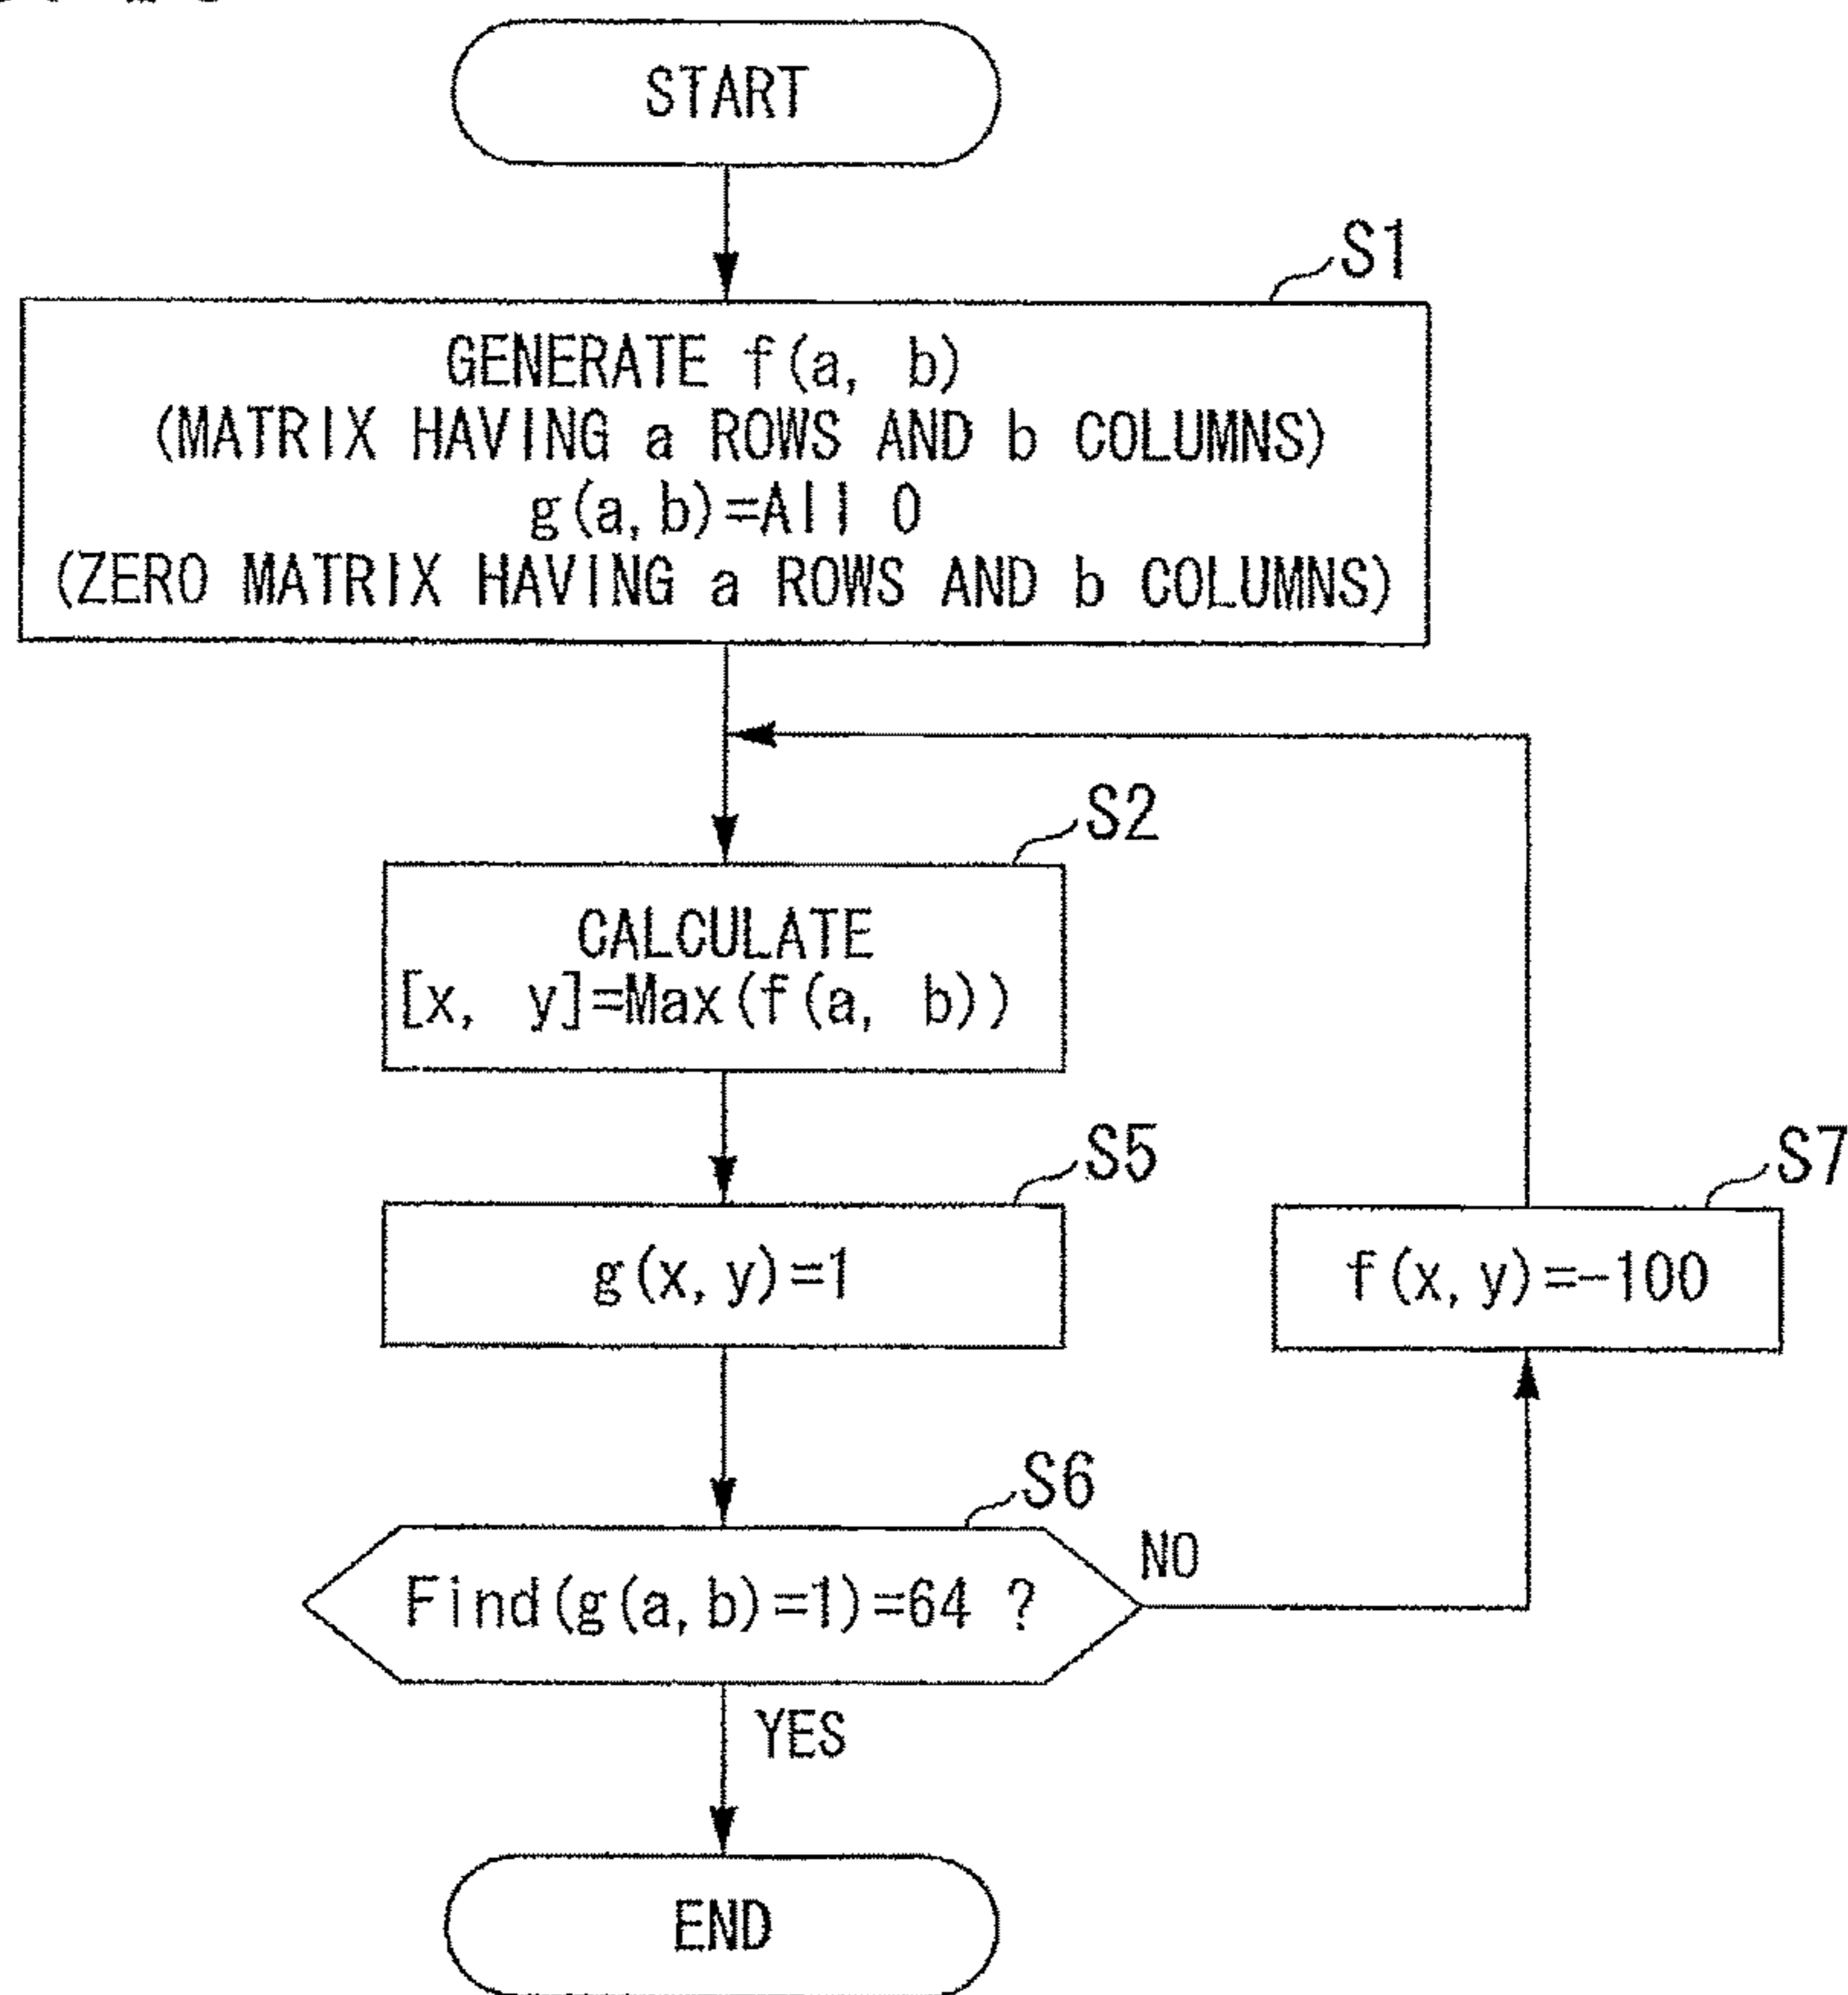 START
S1
GENERATE f(a, b)
(MATRIX HAVING a ROWS AND b COLUMNS)
g(a,b)=All 0
(ZERO MATRIX HAVING a ROWS AND b COLUMNS)
S2
CALCULATE
[x, y]=Max(f(a, b))
S5
g(x,y)=1
S7
f(x,y)=-100
S6
Find(g(a,b)=1)=64 ?
NO
YES
END